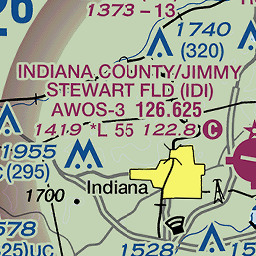 26
1373 - 13
1740
(320)
INDIANA COUNTY/JIMMY
STEWART FLD (IDI)
AWOS-3 126.625
1419 *L 55 122.8 C
1955
(295)
1700
Indiana
1528